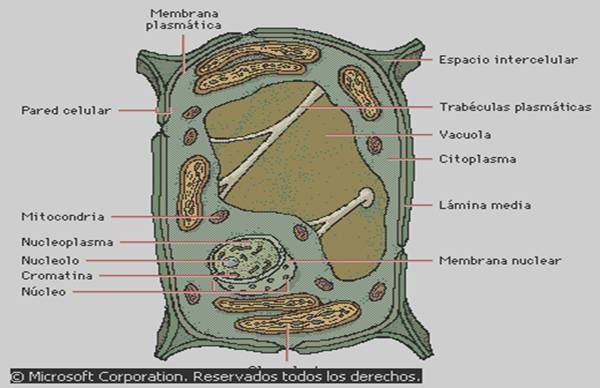 Membrana
plasmática
Espacio intercelular
Pared celular
Trabéculas plasmáticas
Vacuola
Citoplasma
Lámina media
Mitocondria
Nucleoplasma
Nucleolo
Membrana nuclear
Cromatina
Núcleo
© Microsoft Corporation. Reservados todos los derechos.